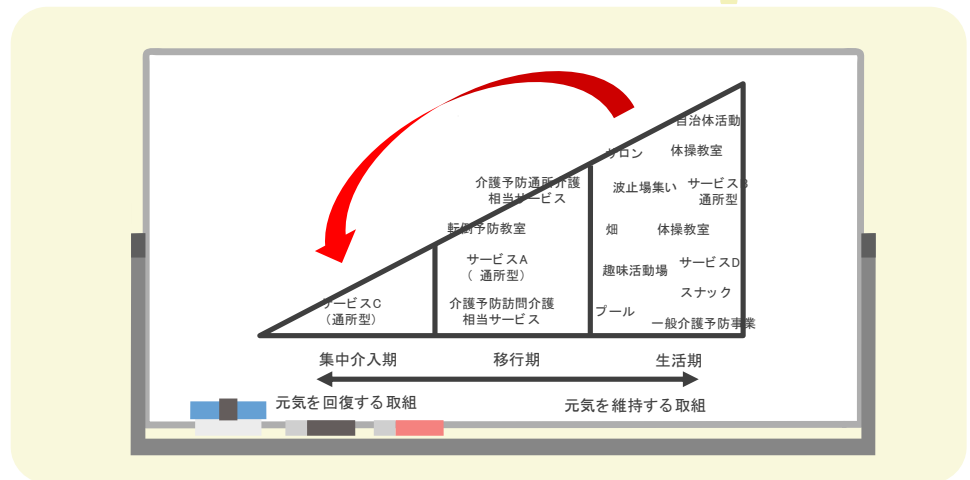 自治体活動
サロン
体操教室
介護予防通所介護
相当サービス
波止場集い
サービスB
通所型
転倒予防教室
畑
体操教室
サービスA
( 通所型)
趣味活動場
サービスD
スナック
サービスC
(通所型)
介護予防訪問介護
相当サービス
プール
一般介護予防事業
集中介入期
移行期
生活期
元気を回復する取組
元気を維持する取組